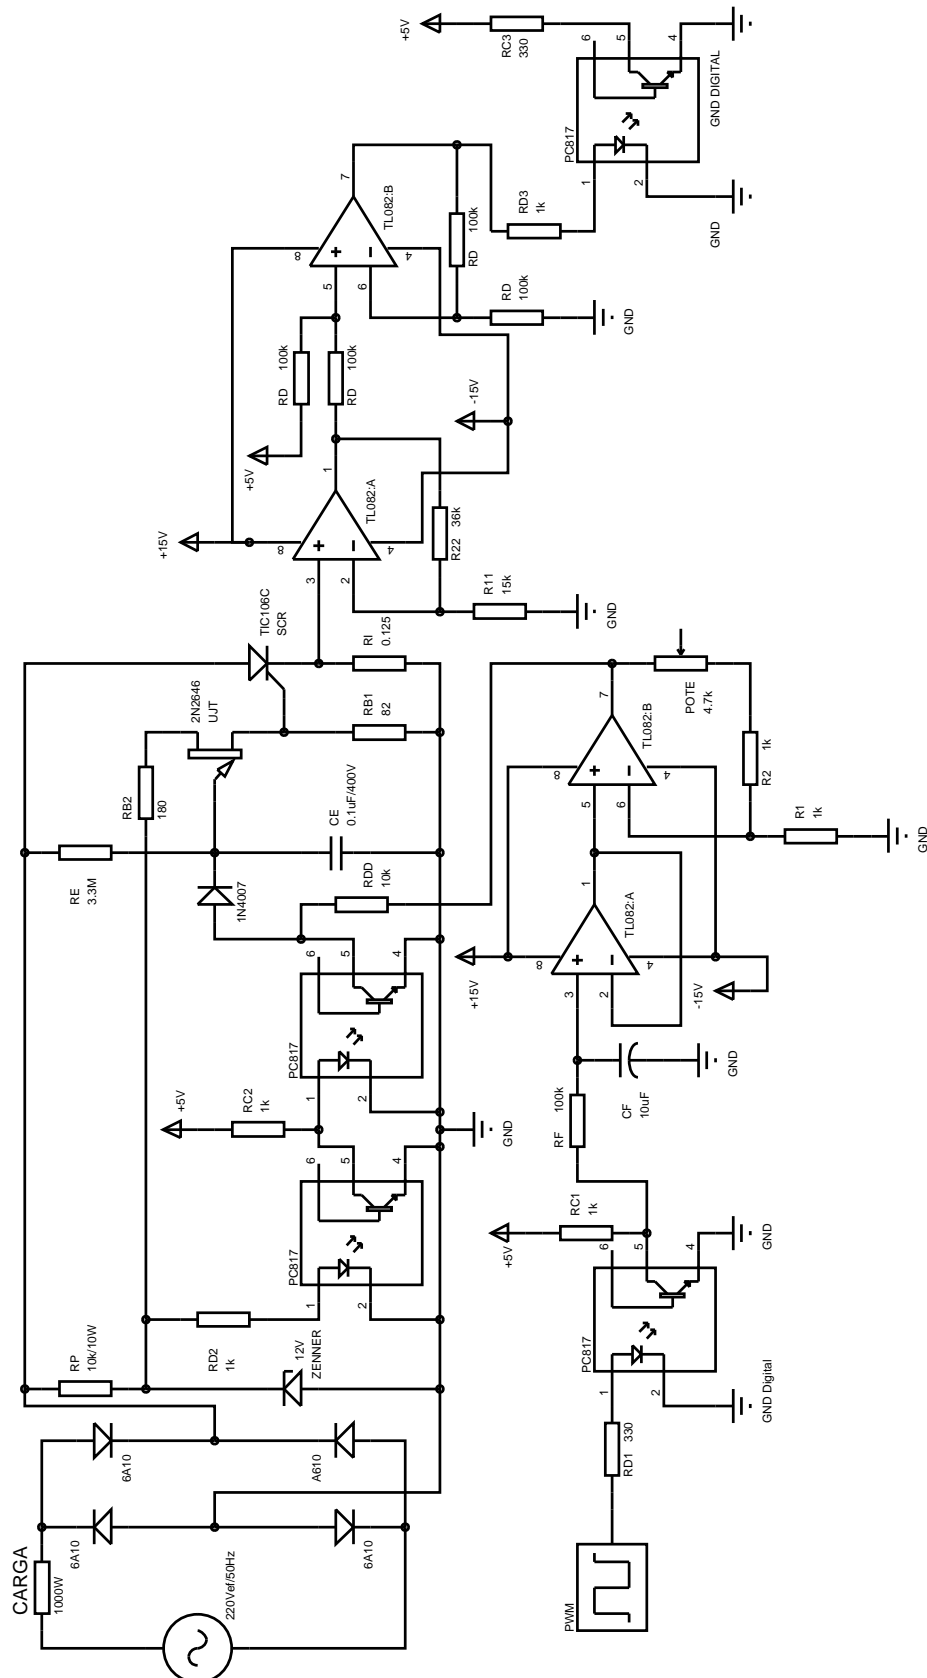 CARGA
1000W
220Vef/50Hz
6A10
6A10
6A10
A610
RP
10k/10W
RD2
1k
12V
ZENNER
PC817
1
2
6
5
4
+5V
RC2
1k
GND
PC817
1
2
6
5
4
1N4007
RE
3.3M
RB2
180
2N2646
UJT
CE
0.1uF/400V
RDD
10k
RB1
82
RI
0.125
TIC106C
SCR
+15V
3
2
8
4
1
TL082:A
R22
36k
R11
15k
GND
+5V
RD
100k
RD
100k
-15V
5
6
8
4
7
TL082:B
RD
100k
RD
100k
GND
RD3
1k
PC817
1
2
6
5
4
GND
GND DIGITAL
RC3
330
+5V
PWM
RD1
330
PC817
1
2
6
5
4
GND Digital
GND
+5V
RC1
1k
RF
100k
CF
10uF
GND
+15V
-15V
3
2
8
4
1
TL082:A
5
6
8
4
7
TL082:B
POTE
4.7k
R2
1k
R1
1k
GND